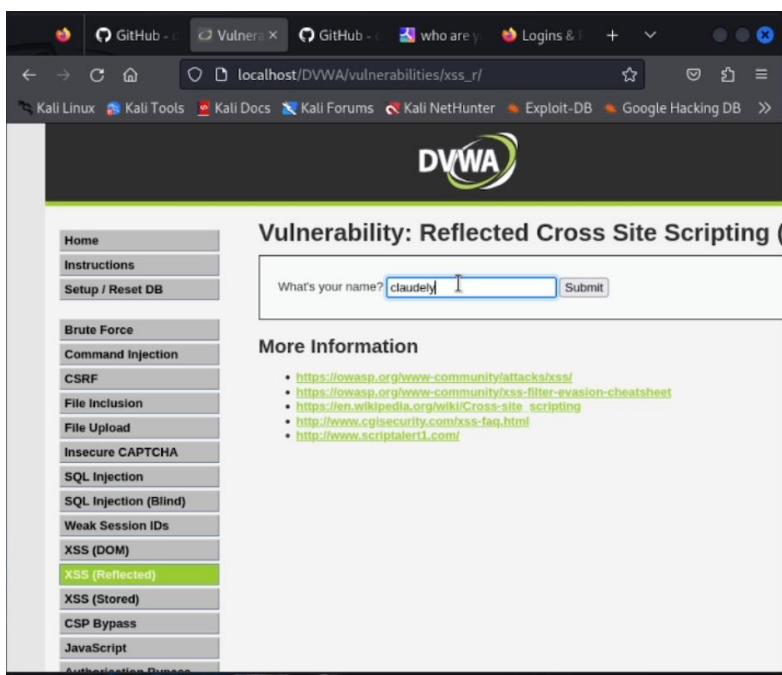 GitHub - c
Vulnera
GitHub - c
who are y
Logins &
localhost/DVWA/vulnerabilities/xss_r/
Kali Linux Kali Tools Kali Docs Kali Forums Kali NetHunter Exploit-DB Google Hacking DB
DVWA
Vulnerability: Reflected Cross Site Scripting (
Home
Instructions
Setup / Reset DB
What's your name? claudely Submit
Brute Force
Command Injection
CSRF
File Inclusion
File Upload
Insecure CAPTCHA
SQL Injection
SQL Injection (Blind)
Weak Session IDs
XSS (DOM)
XSS (Reflected)
XSS (Stored)
CSP Bypass
JavaScript
Authorisation Bypass
More Information
https://owasp.org/www-community/attacks/xss/
https://owasp.org/www-community/xss-filter-evasion-cheatsheet
https://en.wikipedia.org/wiki/Cross-site_scripting
http://www.cgisecurity.com/xss-faq.html
http://www.scriptalert1.com/